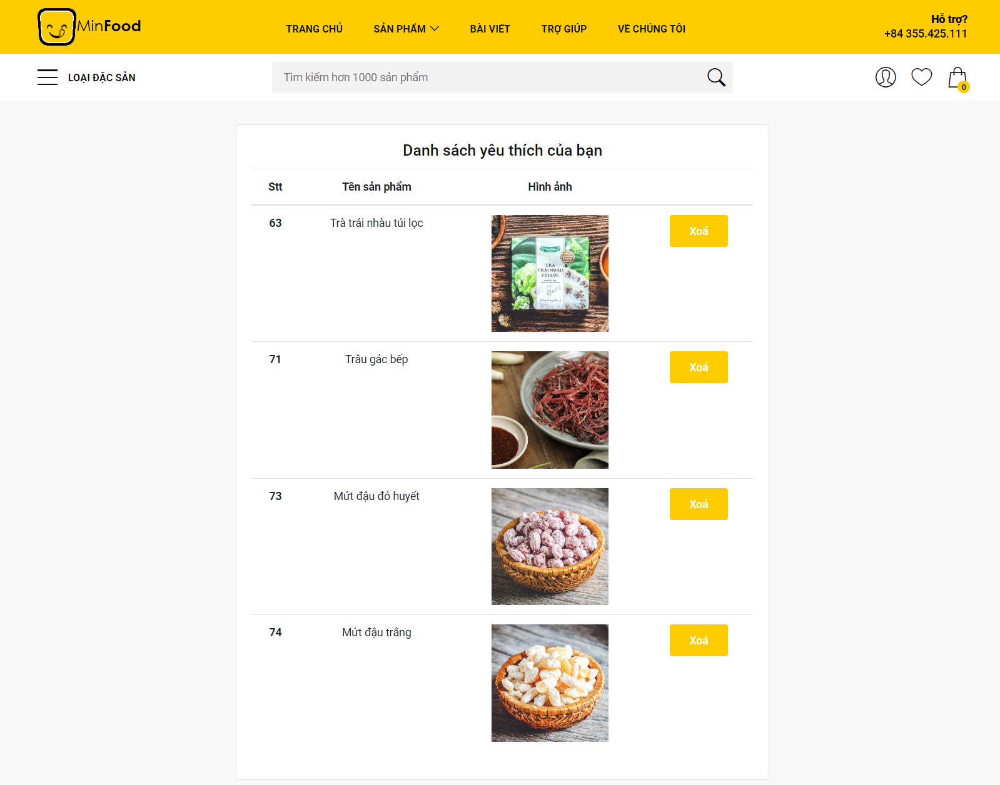 MinFood
TRANG CHỦ
SẢN PHẨM
BÀI VIẾT
TRỢ GIÚP
VỀ CHÚNG TÔI
Hỗ trợ?
+84 355.425.111
LOẠI ĐẶC SẢN
Tìm kiếm hơn 1000 sản phẩm
0
Danh sách yêu thích của bạn
Stt Tên sản phẩm Hình ảnh
63 Trà trái nhàu túi lọc Xoá
TRÀ
TRÁI NHÀU
TÚI LỌC
71 Trâu gác bếp Xoá
73 Mứt đậu đỏ huyết Xoá
74 Mứt đậu trắng Xoá